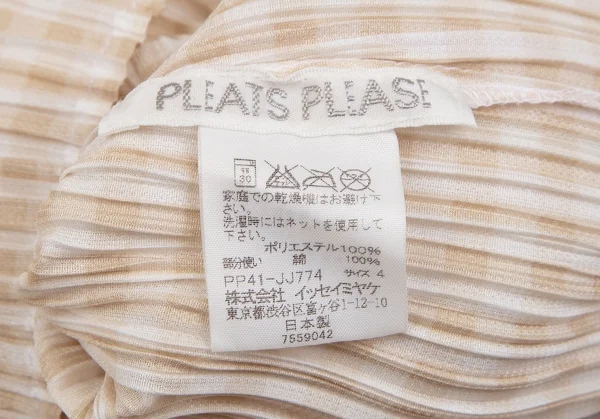 PLEATS PLEASE
弱
30
家庭での乾燥機はお避け下
さい。
洗濯時にはネットを使用して
下さい。
ポリエステル100%
部分使い 綿 100%
PP41-JJ774 サイズ 4
株式会社 イッセイミヤケ
東京都渋谷区富ヶ谷1-12-10
日本製
7559042